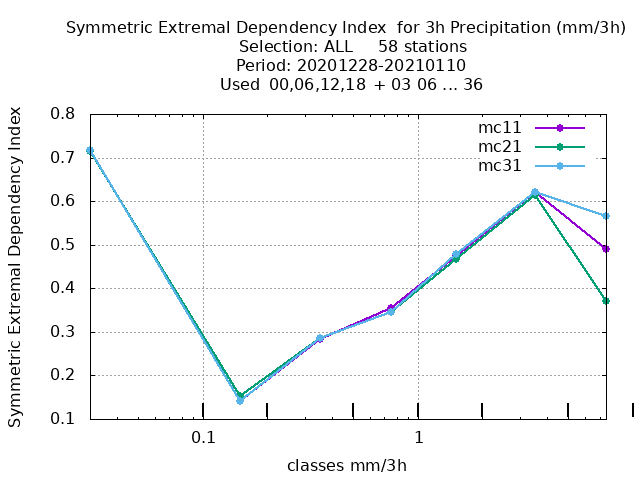 Symmetric Extremal Dependency Index  for 3h Precipitation (mm/3h)
Selection: ALL     58 stations
Period: 20201228-20210110
Used 00,06,12,18 + 03 06 ... 36
Symmetric Extremal Dependency Index
0.8
0.7
0.6
0.5
0.4
0.3
0.2
0.1
mc11
mc21
mc31
0.1 1
classes mm/3h